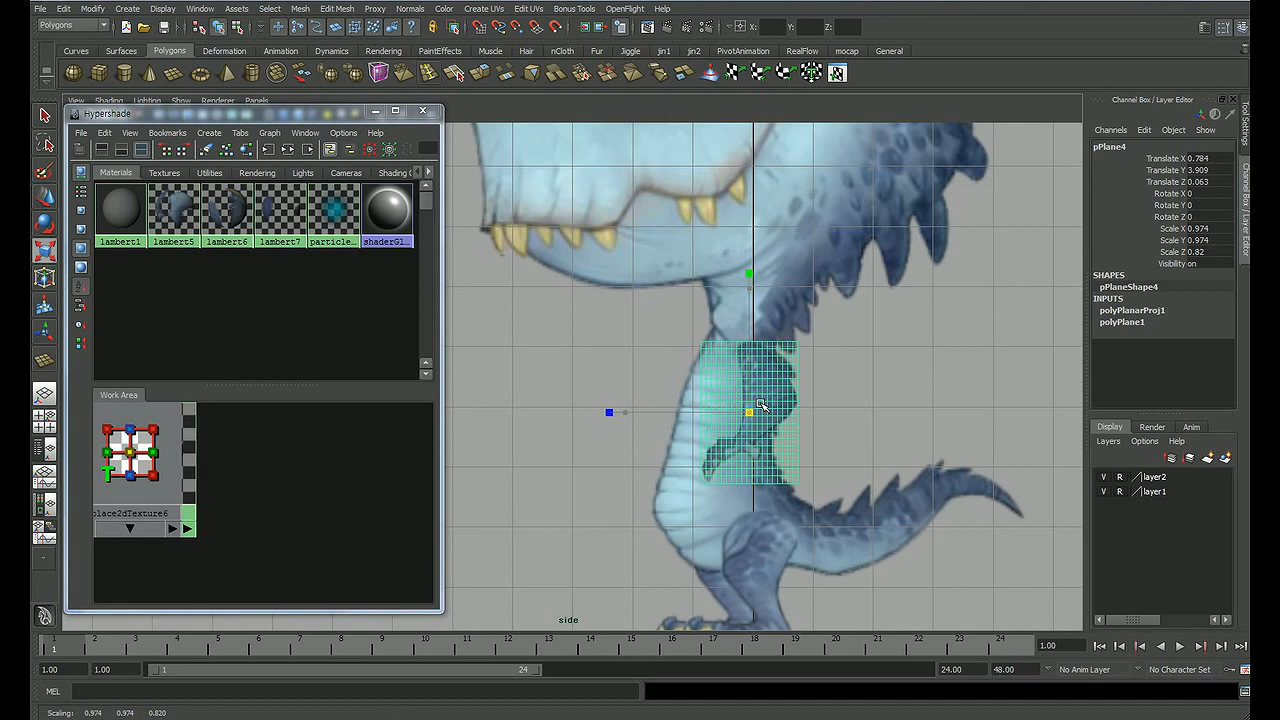 File Edit Modify Create Display Window Assets Select Mesh Edit Mesh Proxy Normals Color Create UVs Edit UVs Bonus Tools OpenFlight Help
Polygons X: Y: Z:
Curves Surfaces Polygons Deformation Animation Dynamics Rendering PaintEffects Muscle Hair nCloth Fur Jiggle jin1 jin2 PivotAnimation RealFlow mocap General
View Shading Lighting Show Renderer Panels
Channel Box / Layer Editor
Hypershade
File Edit View Bookmarks Create Tabs Graph Window Options Help
Channels Edit Object Show
pPlane4
Translate X 0.784
Translate Y 3.909
Translate Z 0.063
Rotate X 0
Rotate Y 0
Rotate Z 0
Scale X 0.974
Scale Y 0.974
Scale Z 0.82
Visibility on
SHAPES
pPlaneShape4
INPUTS
polyPlanarProj1
polyPlane1
Tool Settings
Channel Box / Layer Editor
Materials Textures Utilities Rendering Lights Cameras Shading G
lambert1 lambert5 lambert6 lambert7 particle... shaderGl...
Work Area
place2dTexture6
side
Display Render Anim
Layers Options Help
V R layer2
V R layer1
1 2 3 4 5 6 7 8 9 10 11 12 13 14 15 16 17 18 19 20 21 22 23 24
1 1.00
1.00 1.00 1 24 24.00 48.00 No Anim Layer No Character Set
MEL
Scaling: 0.974 0.974 0.820